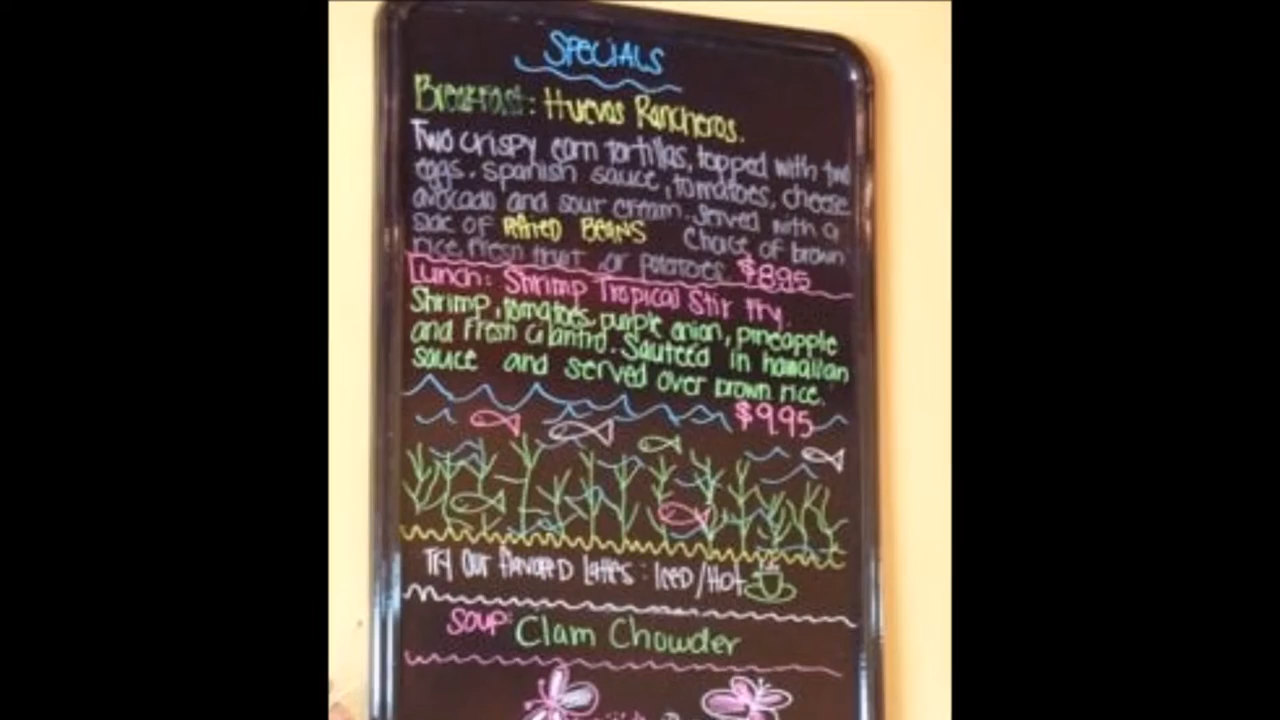 SPECIALS
Breakfast: Huevos Rancheros.
Two crispy corn tortillas, topped with two
eggs. spanish sauce, tomatoes, cheese
avocado and sour cream. Served with a
side of Refried BEANS Choice of brown
rice, fresh fruit or potatoes. $8.95
Lunch: Shrimp Tropical Stir Fry.
Shrimp, tomatoes, purple onion, pineapple
and Fresh Cilantro. Sauteed in hawaiian
sauce and served over brown rice.
$9.95
Try Our Flavored Lattes: Iced/Hot
Soup: Clam Chowder